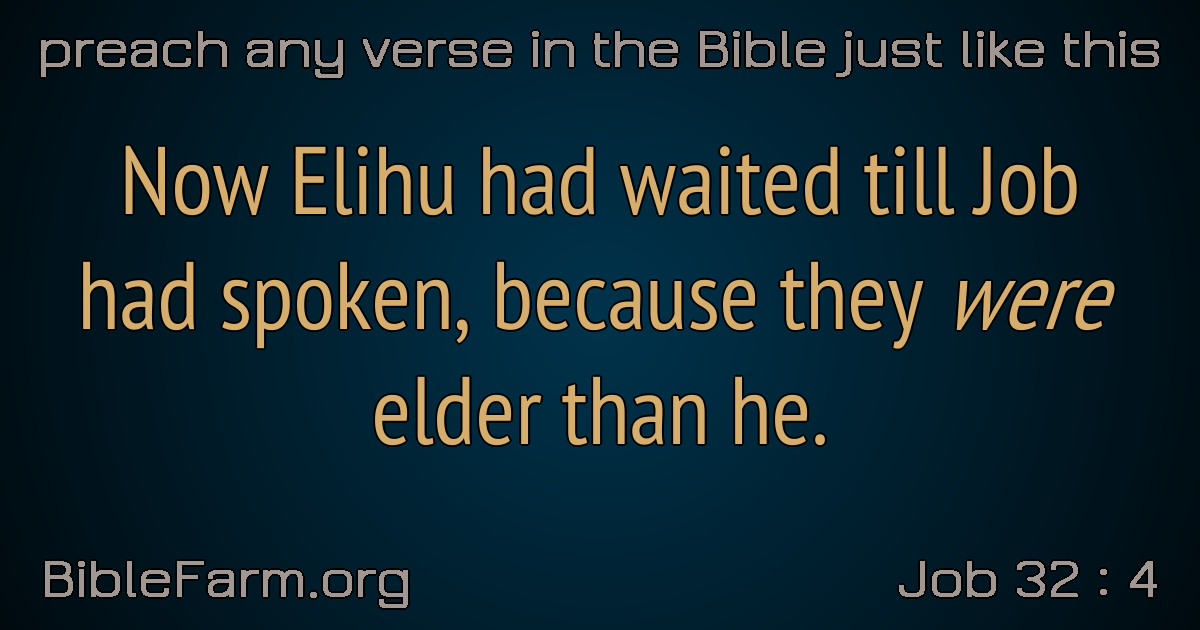 preach any verse in the Bible just like this
Now Elihu had waited till Job
had spoken, because they were
elder than he.
BibleFarm.org
Job 32 : 4